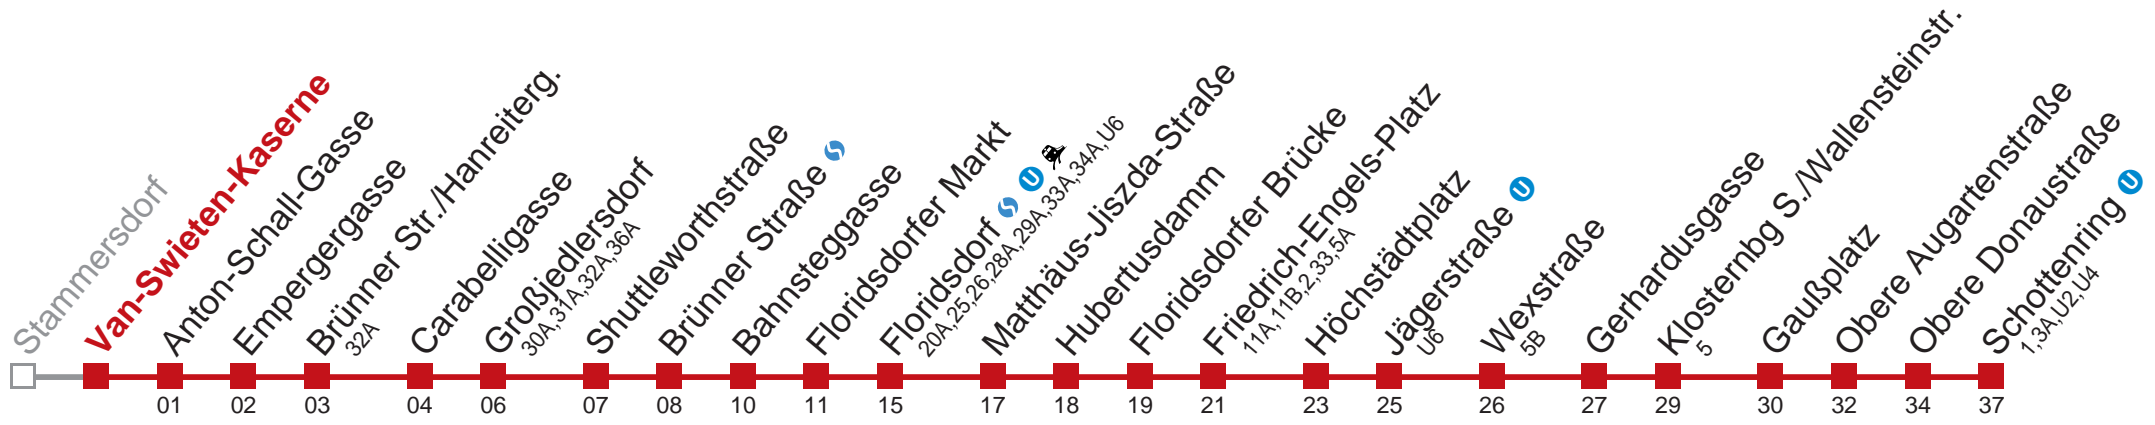 Stammersdorf
Van-Swieten-Kaserne
Anton-Schall-Gasse
Empergergasse
Brünner Str./Hanreiterg.
32A
Carabelligasse
Großjedlersdorf
30A,31A,32A,36A
Shuttleworthstraße
Brünner Straße
Bahnsteggasse
Floridsdorfer Markt
Floridsdorf U
20A,25,26,28A,29A,33A,34A,U6
Matthäus-Jiszda-Straße
Hubertusdamm
Floridsdorfer Brücke
Friedrich-Engels-Platz
11A,11B,2,33,5A
Höchstädtplatz
Jägerstraße U
U6
Wexstraße
5B
Gerhardusgasse
Klosternbg S./Wallensteinstr.
5
Gaußplatz
Obere Augartenstraße
Obere Donaustraße
Schottenring U
1,3A,U2,U4
01 02 03 04 06 07 08 10 11 15 17 18 19 21 23 25 26 27 29 30 32 34 37